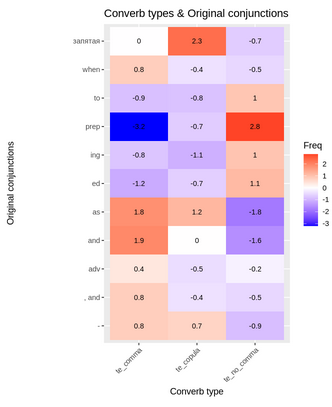 Converb types & Original conjunctions
запятая 0 2.3 -0.7
when 0.8 -0.4 -0.5
to -0.9 -0.8 1
prep -0.7 2.8
ing -0.8 -1.1 1
ed -1.2 -0.7 1.1
as 1.8 1.2 -1.8
and 1.9 0 -1.6
adv 0.4 -0.5 -0.2
, and 0.8 -0.4 -0.5
- 0.8 0.7 -0.9
te_comma te_copula te_no_comma
Converb type
Original conjunctions
Freq
2
1
0
-1
-2
-3